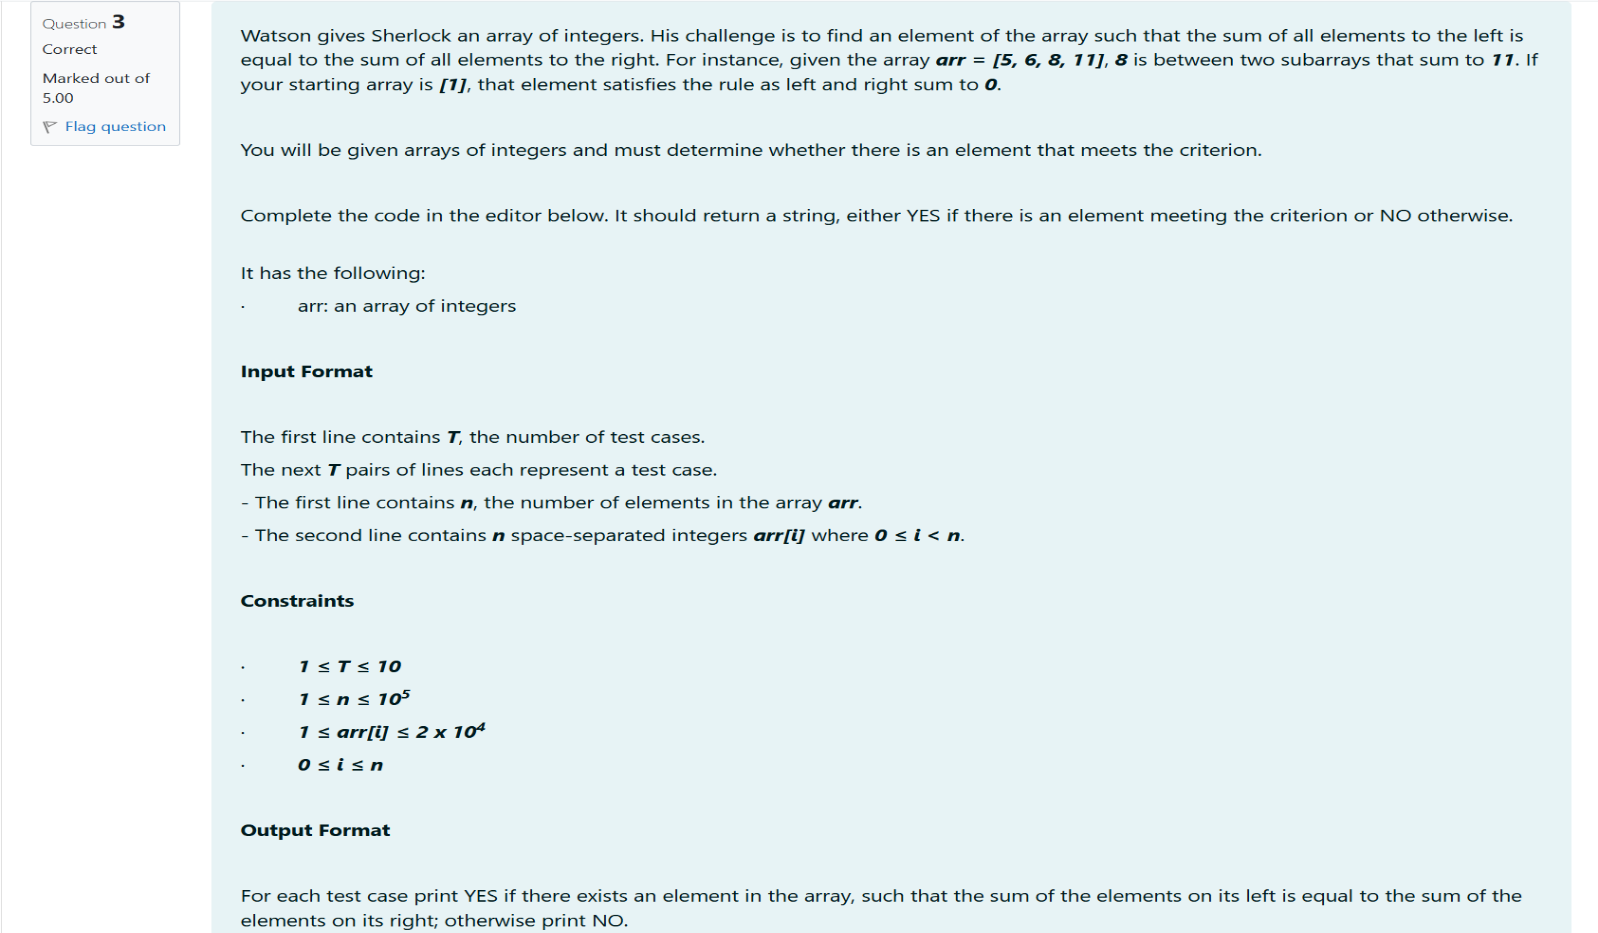 Question 3
Correct
Marked out of
5.00
Flag question
Watson gives Sherlock an array of integers. His challenge is to find an element of the array such that the sum of all elements to the left is
equal to the sum of all elements to the right. For instance, given the array arr = [5, 6, 8, 11], 8 is between two subarrays that sum to 11. If
your starting array is [1], that element satisfies the rule as left and right sum to 0.
You will be given arrays of integers and must determine whether there is an element that meets the criterion.
Complete the code in the editor below. It should return a string, either YES if there is an element meeting the criterion or NO otherwise.
It has the following:
· arr: an array of integers
Input Format
The first line contains T, the number of test cases.
The next T pairs of lines each represent a test case.
- The first line contains n, the number of elements in the array arr.
- The second line contains n space-separated integers arr[i] where 0 ≤ i < n.
Constraints
· 1 ≤ T ≤ 10
· 1 ≤ n ≤ 10⁵
· 1 ≤ arr[i] ≤ 2 x 10⁴
· 0 ≤ i ≤ n
Output Format
For each test case print YES if there exists an element in the array, such that the sum of the elements on its left is equal to the sum of the
elements on its right; otherwise print NO.